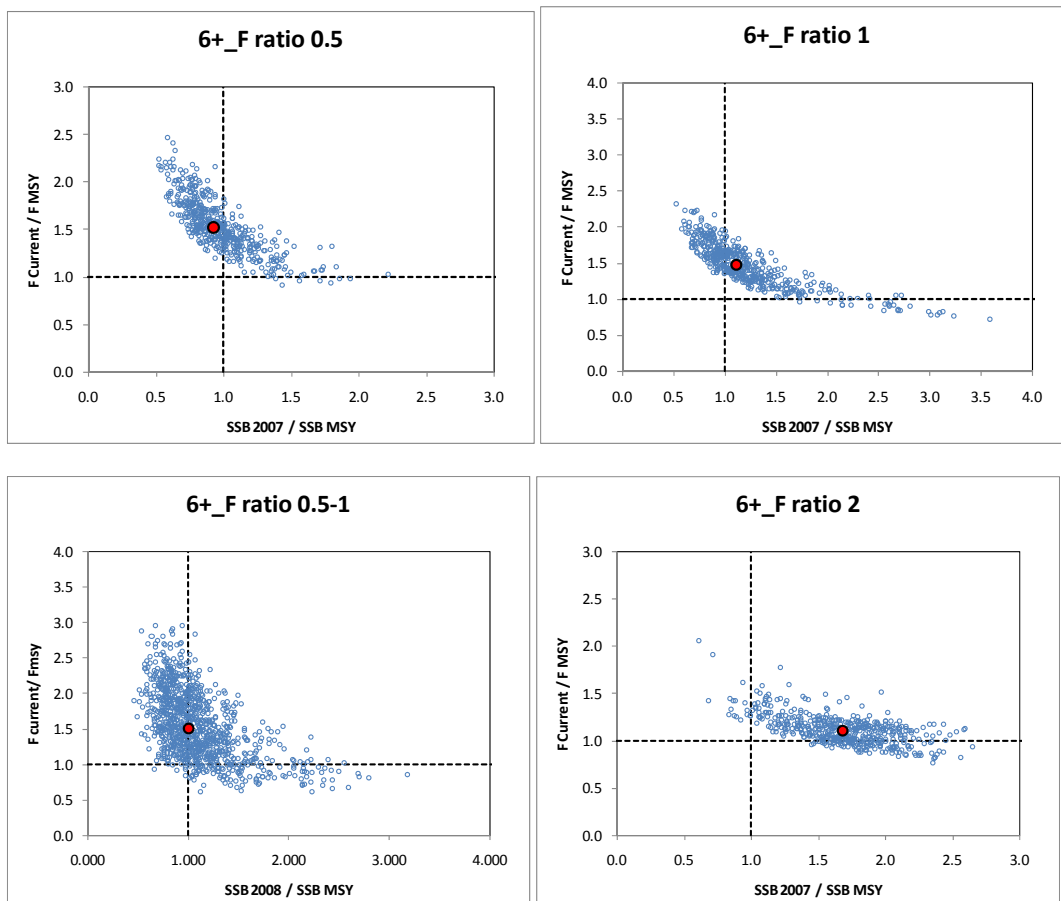 6+_F ratio 0.5
F Current / F MSY
3.0
2.5
2.0
1.5
1.0
0.5
0.0
0.0 0.5 1.0 1.5 2.0 2.5 3.0
SSB2007 / SSB MSY
6+_F ratio 1
F Current / F MSY
4.0
3.5
3.0
2.5
2.0
1.5
1.0
0.5
0.0
0.0 0.5 1.0 1.5 2.0 2.5 3.0 3.5 4.0
SSB2007 / SSB MSY
6+_F ratio 0.5-1
F current/ Fmsy
4.0
3.5
3.0
2.5
2.0
1.5
1.0
0.5
0.0
0.000 1.000 2.000 3.000 4.000
SSB2008 / SSB MSY
6+_F ratio 2
F Current / F MSY
3.0
2.5
2.0
1.5
1.0
0.5
0.0
0.0 0.5 1.0 1.5 2.0 2.5 3.0
SSB2007 / SSB MSY